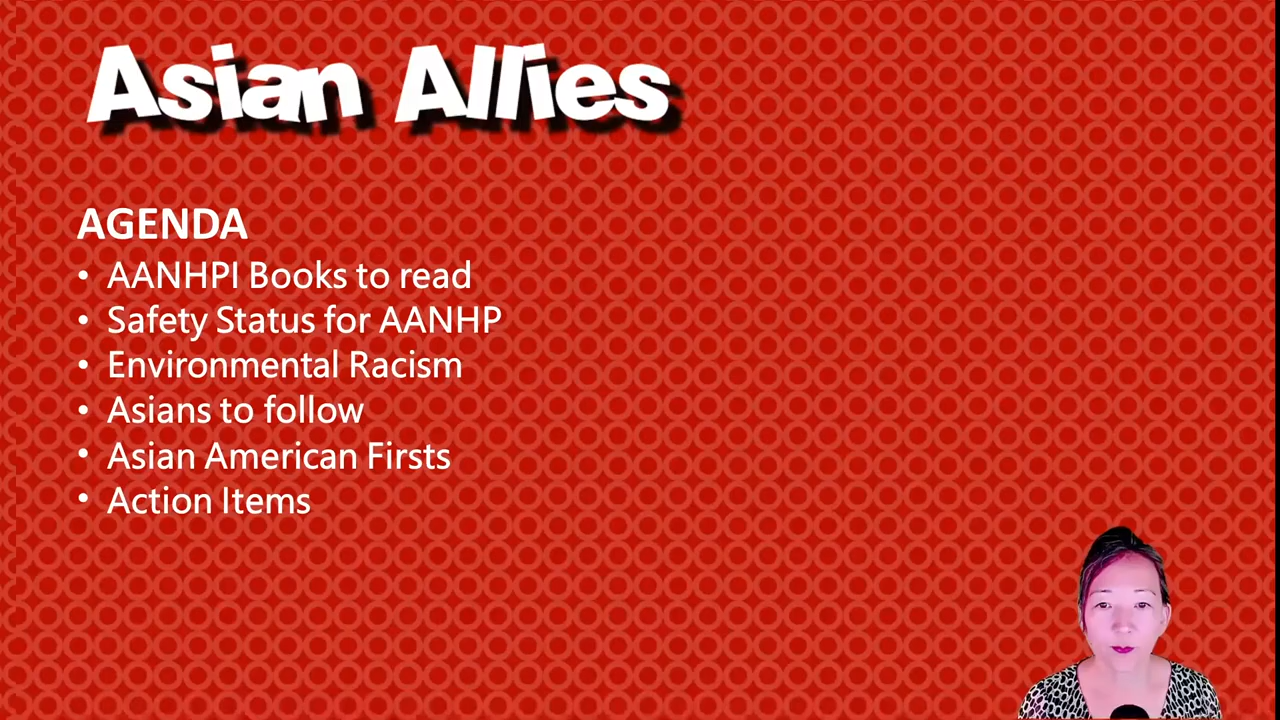 Asian Allies
AGENDA
• AANHPI Books to read
• Safety Status for AANHP
• Environmental Racism
• Asians to follow
• Asian American Firsts
• Action Items